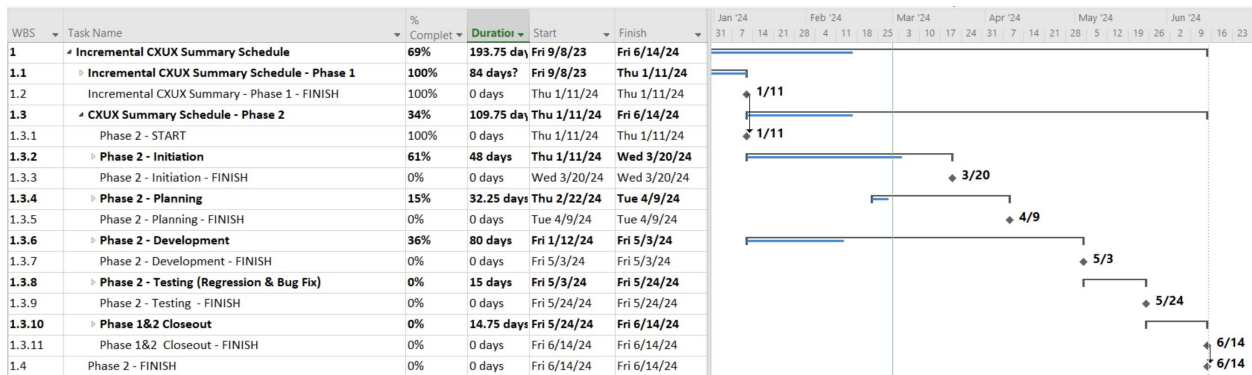 %
Jan '24 Feb '24 Mar '24 Apr '24 May '24 Jun '24
WBS Task Name Complet Duration Start Finish 31 7 14 21 28 4 11 18 25 3 10 17 24 31 7 14 21 28 5 12 19 26 2 9 16 23
1 Incremental CXUX Summary Schedule 69% 193.75 day Fri 9/8/23 Fri 6/14/24
1.1 Incremental CXUX Summary Schedule - Phase 1 100% 84 days? Fri 9/8/23 Thu 1/11/24
1.2 Incremental CXUX Summary - Phase 1 - FINISH 100% 0 days Thu 1/11/24 Thu 1/11/24 1/11
1.3 CXUX Summary Schedule - Phase 2 34% 109.75 day Thu 1/11/24 Fri 6/14/24
1.3.1 Phase 2 - START 100% 0 days Thu 1/11/24 Thu 1/11/24 1/11
1.3.2 Phase 2 - Initiation 61% 48 days Thu 1/11/24 Wed 3/20/24
1.3.3 Phase 2 - Initiation - FINISH 0% 0 days Wed 3/20/24 Wed 3/20/24 3/20
1.3.4 Phase 2 - Planning 15% 32.25 days Thu 2/22/24 Tue 4/9/24
1.3.5 Phase 2 - Planning - FINISH 0% 0 days Tue 4/9/24 Tue 4/9/24 4/9
1.3.6 Phase 2 - Development 36% 80 days Fri 1/12/24 Fri 5/3/24
1.3.7 Phase 2 - Development - FINISH 0% 0 days Fri 5/3/24 Fri 5/3/24 5/3
1.3.8 Phase 2 - Testing (Regression & Bug Fix) 0% 15 days Fri 5/3/24 Fri 5/24/24
1.3.9 Phase 2 - Testing - FINISH 0% 0 days Fri 5/24/24 Fri 5/24/24 5/24
1.3.10 Phase 1&2 Closeout 0% 14.75 days Fri 5/24/24 Fri 6/14/24
1.3.11 Phase 1&2 Closeout - FINISH 0% 0 days Fri 6/14/24 Fri 6/14/24 6/14
1.4 Phase 2 - FINISH 0% 0 days Fri 6/14/24 Fri 6/14/24 6/14